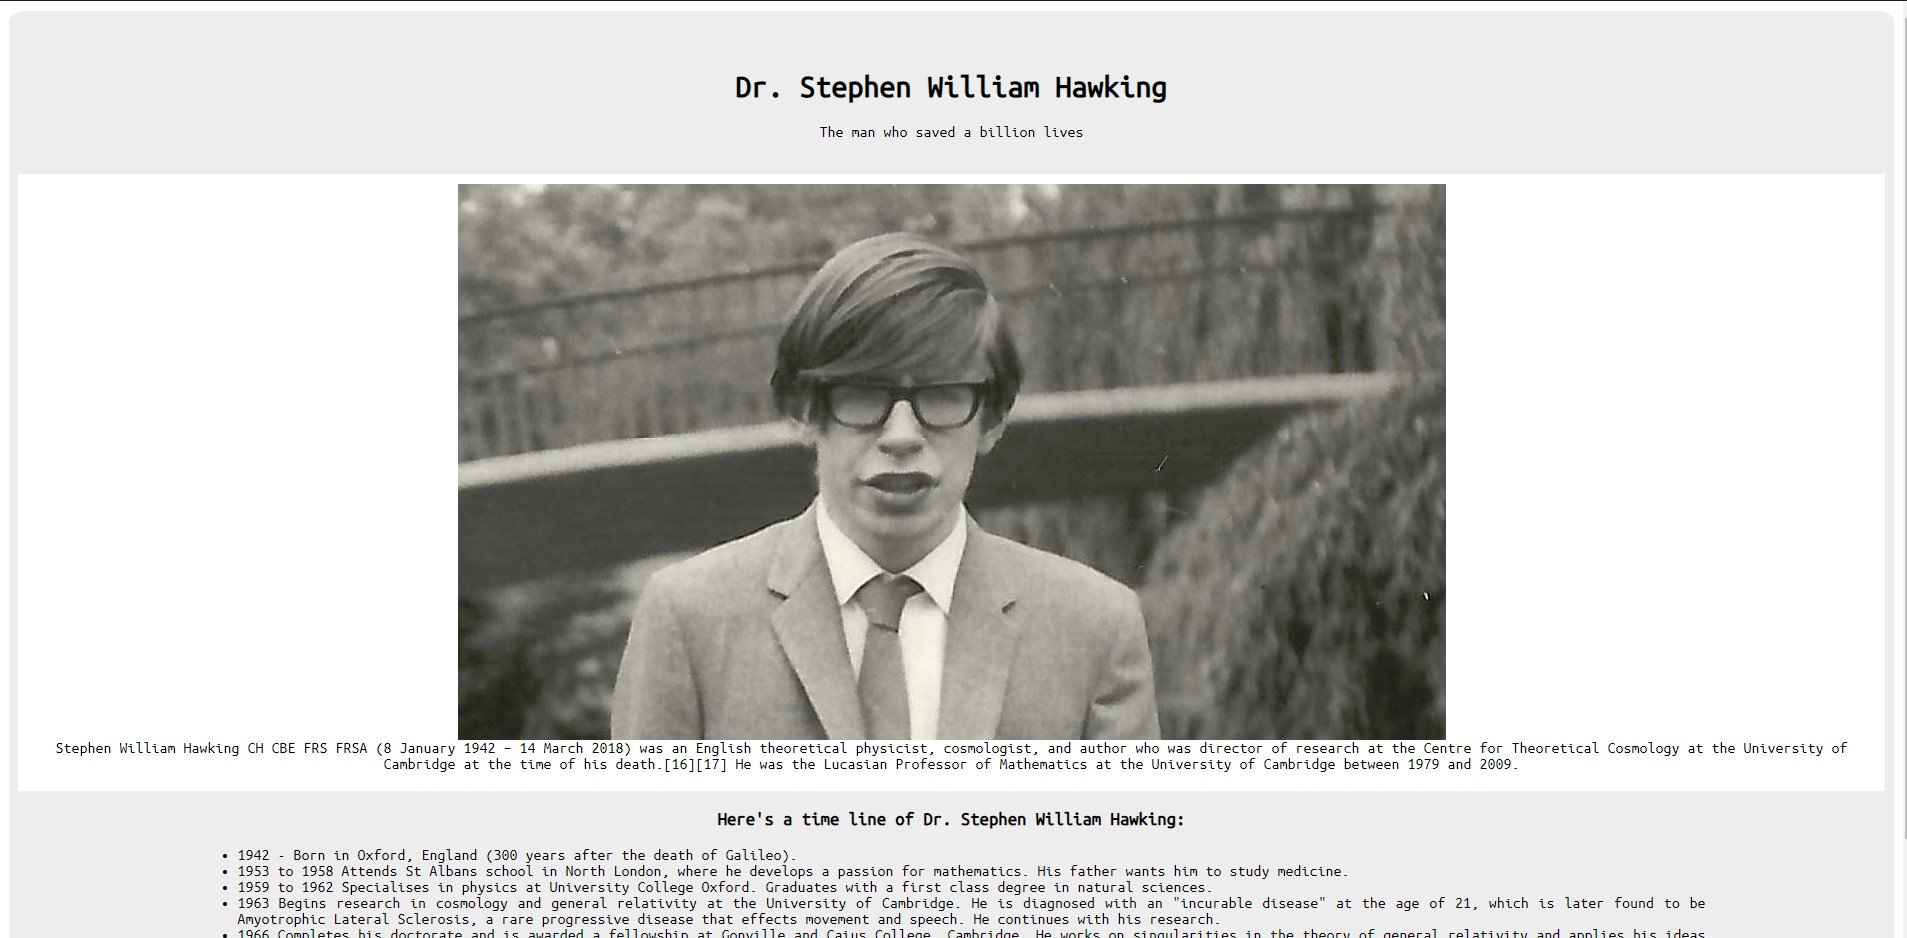 Dr. Stephen William Hawking
The man who saved a billion lives
Stephen William Hawking CH CBE FRS FRSA (8 January 1942 – 14 March 2018) was an English theoretical physicist, cosmologist, and author who was director of research at the Centre for Theoretical Cosmology at the University of
Cambridge at the time of his death.[16][17] He was the Lucasian Professor of Mathematics at the University of Cambridge between 1979 and 2009.
Here's a time line of Dr. Stephen William Hawking:
• 1942 - Born in Oxford, England (300 years after the death of Galileo).
• 1953 to 1958 Attends St Albans school in North London, where he develops a passion for mathematics. His father wants him to study medicine.
• 1959 to 1962 Specialises in physics at University College Oxford. Graduates with a first class degree in natural sciences.
• 1963 Begins research in cosmology and general relativity at the University of Cambridge. He is diagnosed with an "incurable disease" at the age of 21, which is later found to be
Amyotrophic Lateral Sclerosis, a rare progressive disease that effects movement and speech. He continues with his research.
• 1966 Completes his doctorate and is awarded a fellowship at Gonville and Caius College, Cambridge. He works on singularities in the theory of general relativity and applies his ideas